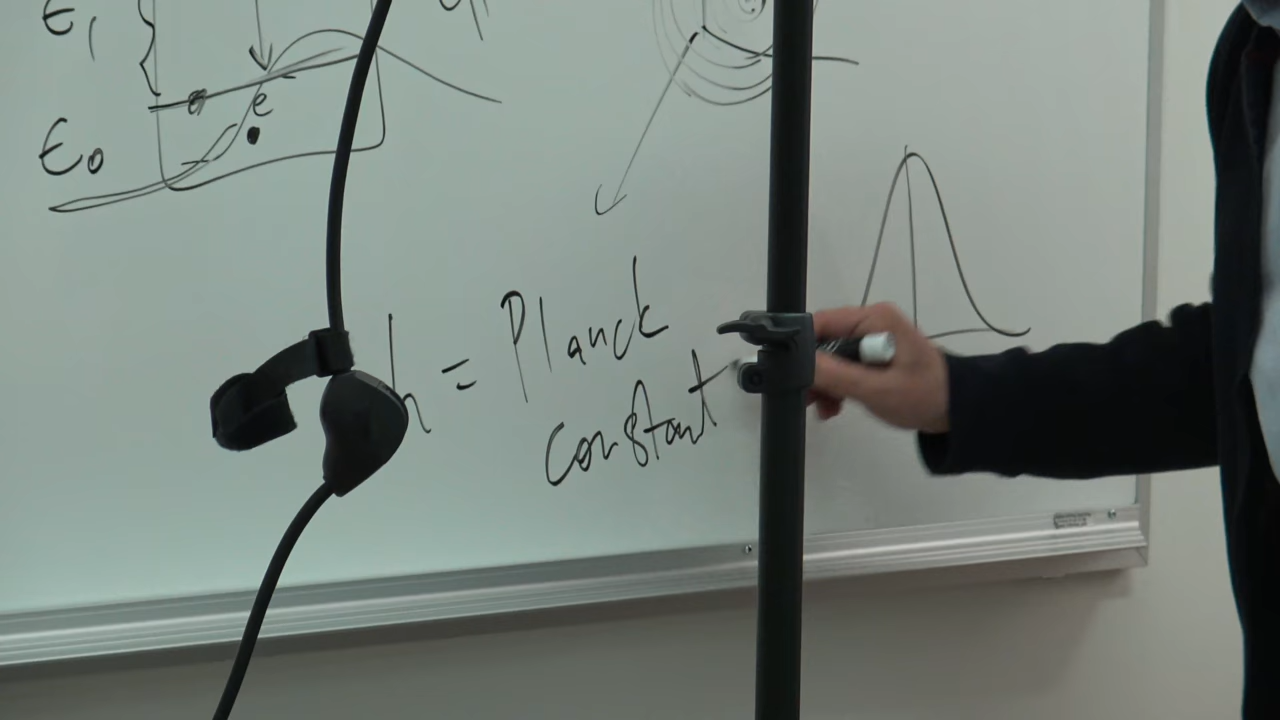 E₁
e
E₀
h = Planck
constant